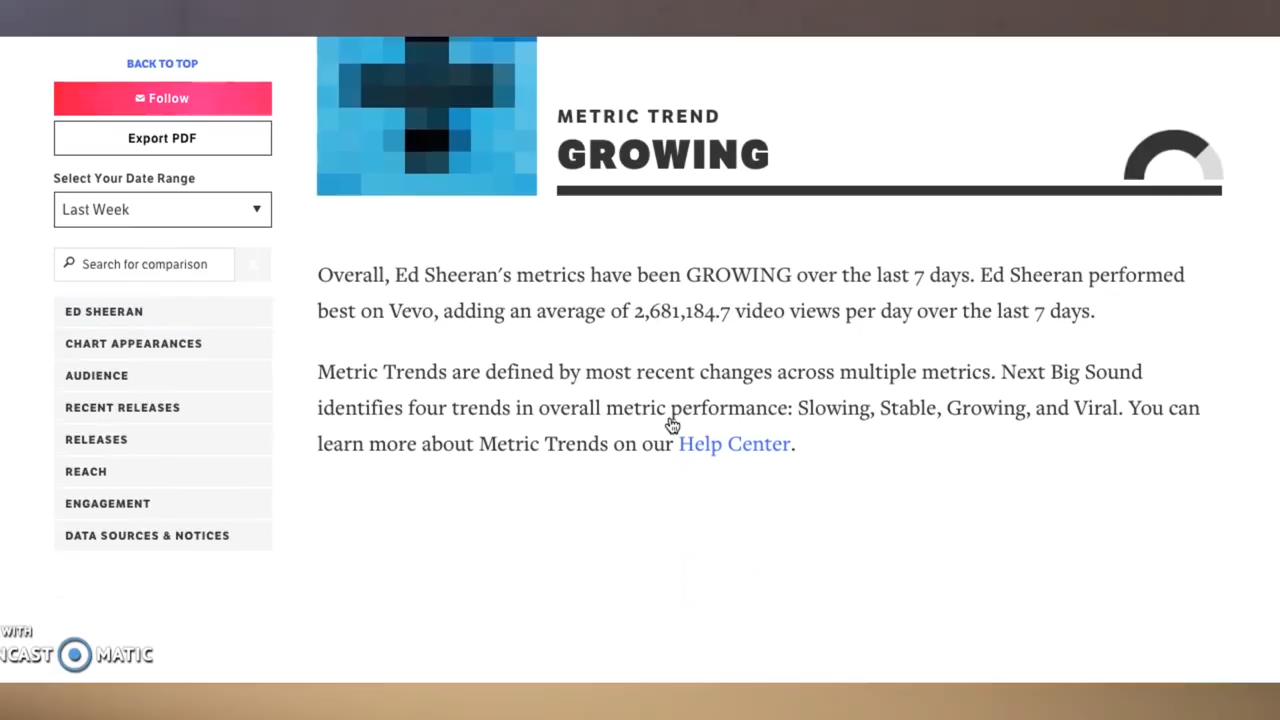 BACK TO TOP
Follow
Export PDF
Select Your Date Range
Last Week
Search for comparison
ED SHEERAN
CHART APPEARANCES
AUDIENCE
RECENT RELEASES
RELEASES
REACH
ENGAGEMENT
DATA SOURCES & NOTICES
METRIC TREND
GROWING
Overall, Ed Sheeran's metrics have been GROWING over the last 7 days. Ed Sheeran performed
best on Vevo, adding an average of 2,681,184.7 video views per day over the last 7 days.
Metric Trends are defined by most recent changes across multiple metrics. Next Big Sound
identifies four trends in overall metric performance: Slowing, Stable, Growing, and Viral. You can
learn more about Metric Trends on our Help Center.
WITH
NCAST MATIC